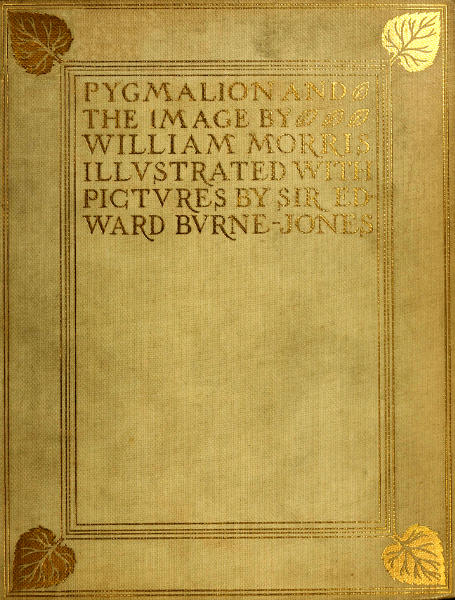 PYGMALION AND
THE IMAGE BY
WILLIAM MORRIS
ILLVSTRATED WITH
PICTVRES BY SIR ED-
WARD BVRNE-JONES